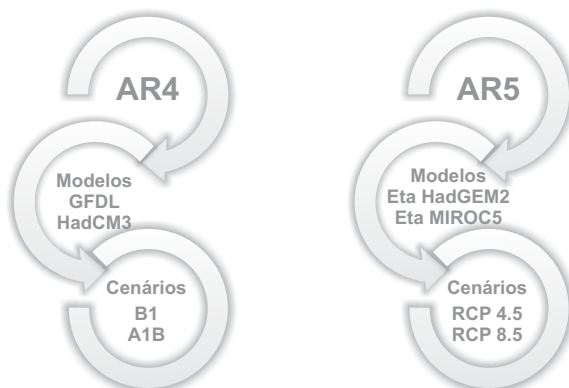 AR4
Modelos
GFDL
HadCM3
Cenários
B1
A1B
AR5
Modelos
Eta HadGEM2
Eta MIROC5
Cenários
RCP 4.5
RCP 8.5